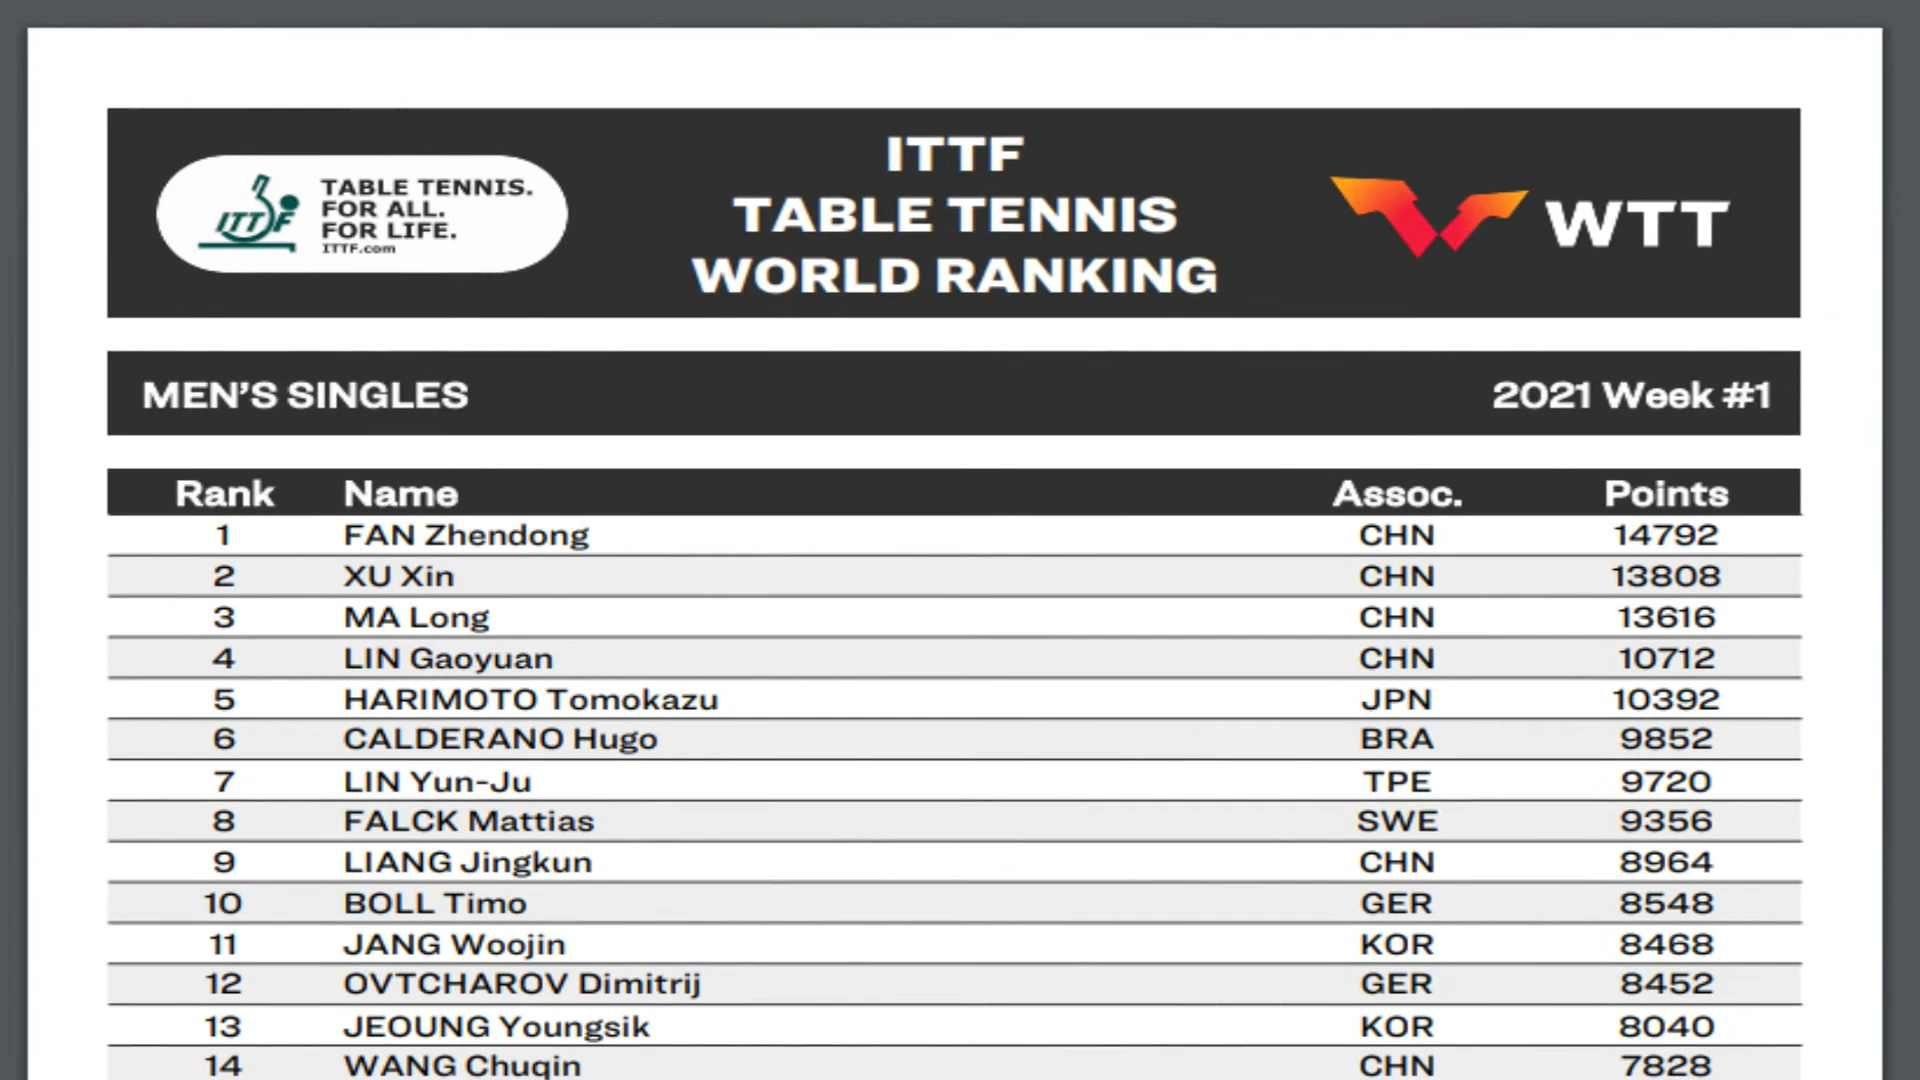 ITTF
TABLE TENNIS.
FOR ALL.
FOR LIFE.
ITTF.com
ITTF
TABLE TENNIS
WORLD RANKING
WTT
MEN'S SINGLES 2021 Week #1
Rank Name Assoc. Points
1 FAN Zhendong CHN 14792
2 XU Xin CHN 13808
3 MA Long CHN 13616
4 LIN Gaoyuan CHN 10712
5 HARIMOTO Tomokazu JPN 10392
6 CALDERANO Hugo BRA 9852
7 LIN Yun-Ju TPE 9720
8 FALCK Mattias SWE 9356
9 LIANG Jingkun CHN 8964
10 BOLL Timo GER 8548
11 JANG Woojin KOR 8468
12 OVTCHAROV Dimitrij GER 8452
13 JEOUNG Youngsik KOR 8040
14 WANG Chuqin CHN 7828